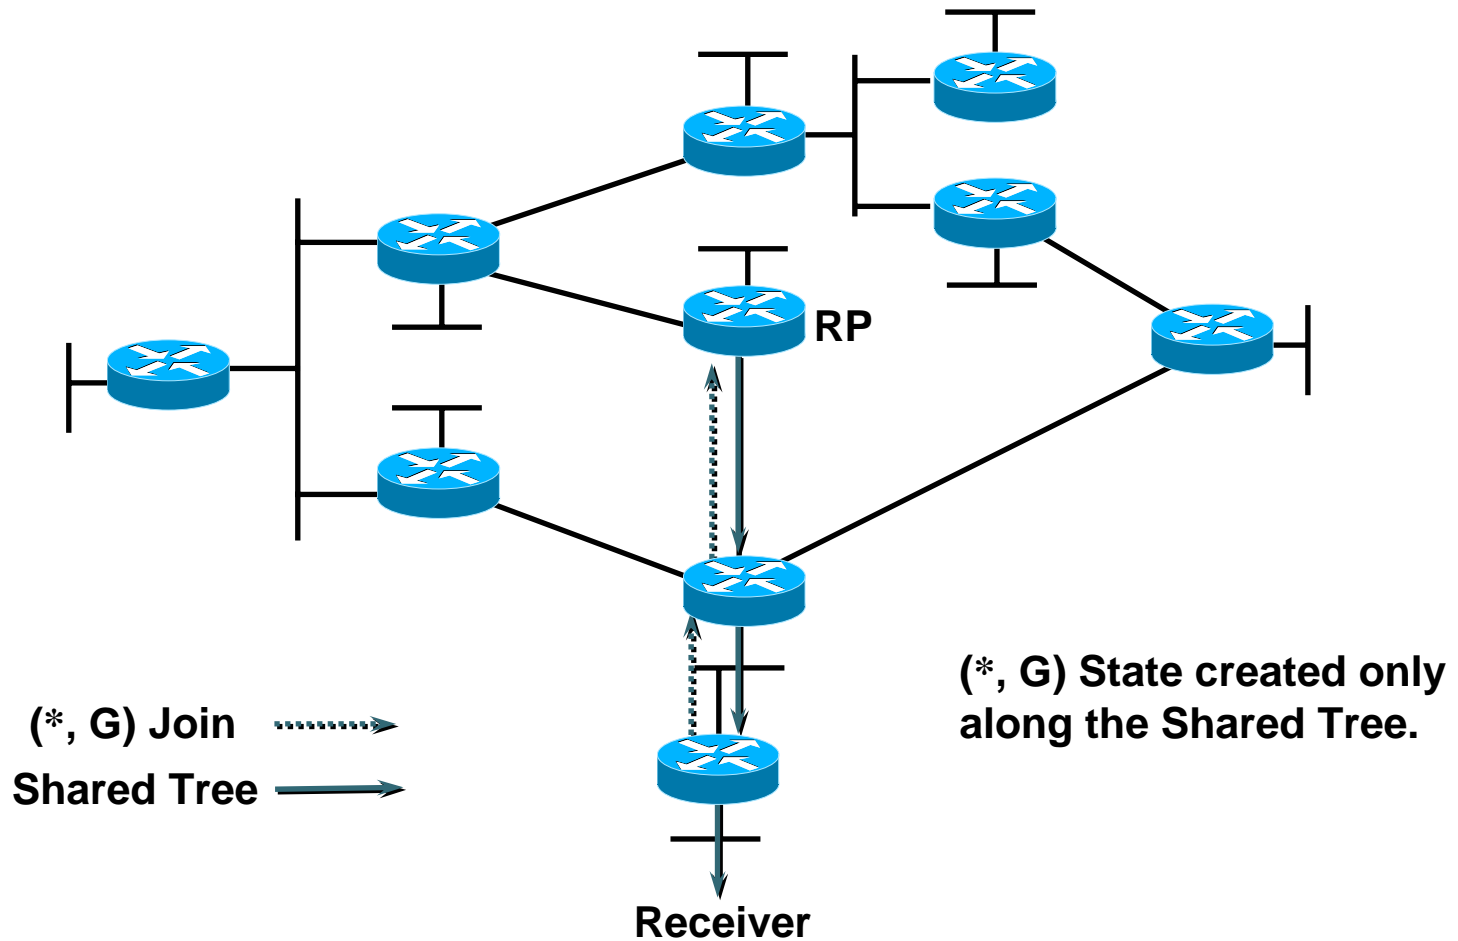 RP
(*, G) State created only
along the Shared Tree.
(*, G) Join
Shared Tree
Receiver